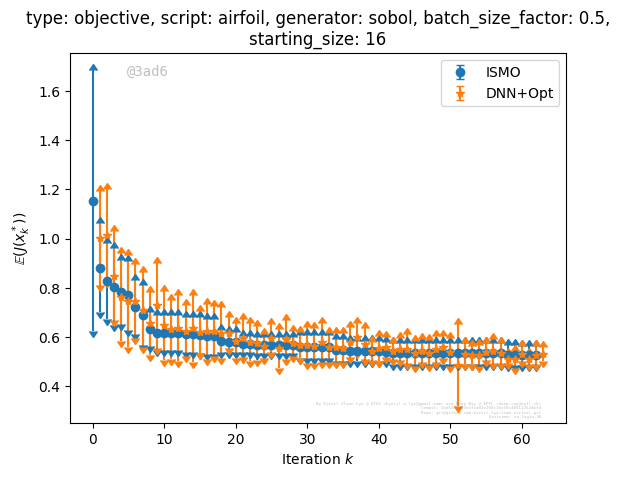 type: objective, script: airfoil, generator: sobol, batch_size_factor: 0.5,
starting_size: 16
@3ad6
ISMO
DNN+Opt
1.6
1.4
1.2
1.0
0.8
0.6
0.4
𝔼(J(x*ₖ))
0
10
20
30
40
50
60
Iteration k